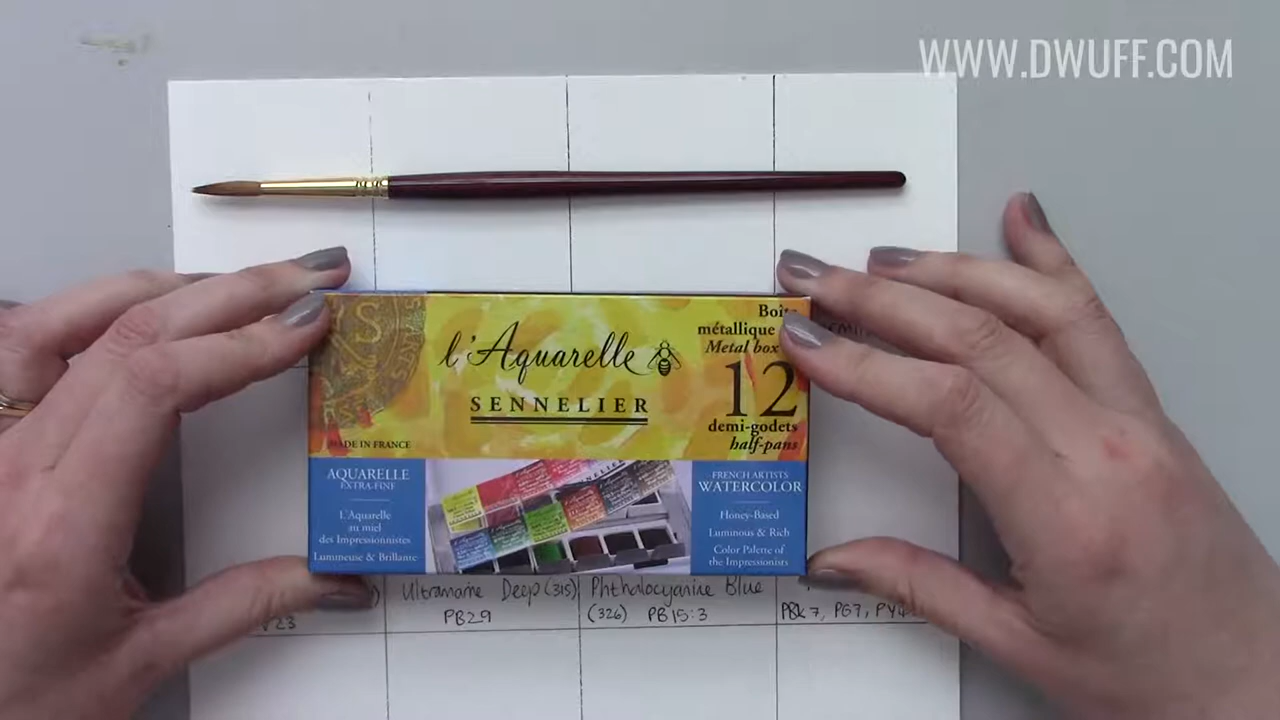 WWW.DWUFF.COM
l'Aquarelle
SENNELIER
MADE IN FRANCE
Boîte
métallique
Metal box
12
demi-godets
half-pans
AQUARELLE
EXTRA-FINE
L'Aquarelle
au miel
des Impressionnistes
Lumineuse & Brillante
FRENCH ARTISTS'
WATERCOLOR
Honey-Based
Luminous & Rich
Color Palette of
the Impressionists
Ultramarine Deep (315)
PB29
Phthalocyanine Blue
(326) PB15:3
PBk 7, PG7,